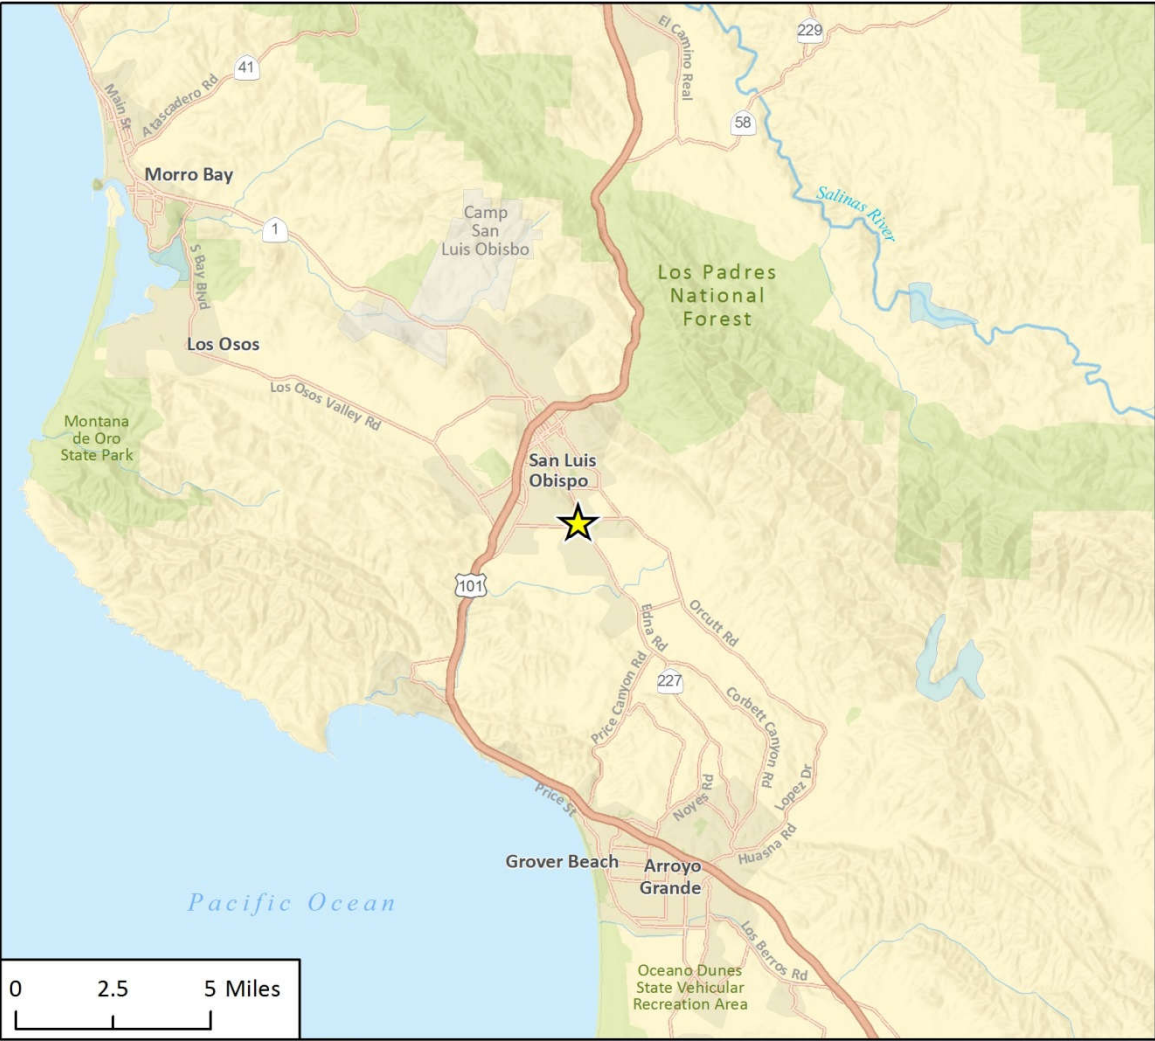 229
El Camino Real
41
Main St
Atascadero Rd
58
Morro Bay
Salinas River
Camp
San
Luis Obisbo
1
S Bay Blvd
Los Padres
National
Forest
Los Osos
Los Osos Valley Rd
Montana
de Oro
State Park
San Luis
Obispo
101
Edna Rd
Orcutt Rd
Price Canyon Rd
227
Corbett Canyon Rd
Lopez Dr
Noyes Rd
Price St
Huasna Rd
Grover Beach
Arroyo
Grande
Pacific Ocean
Los Berros Rd
Oceano Dunes
State Vehicular
Recreation Area
0 2.5 5 Miles